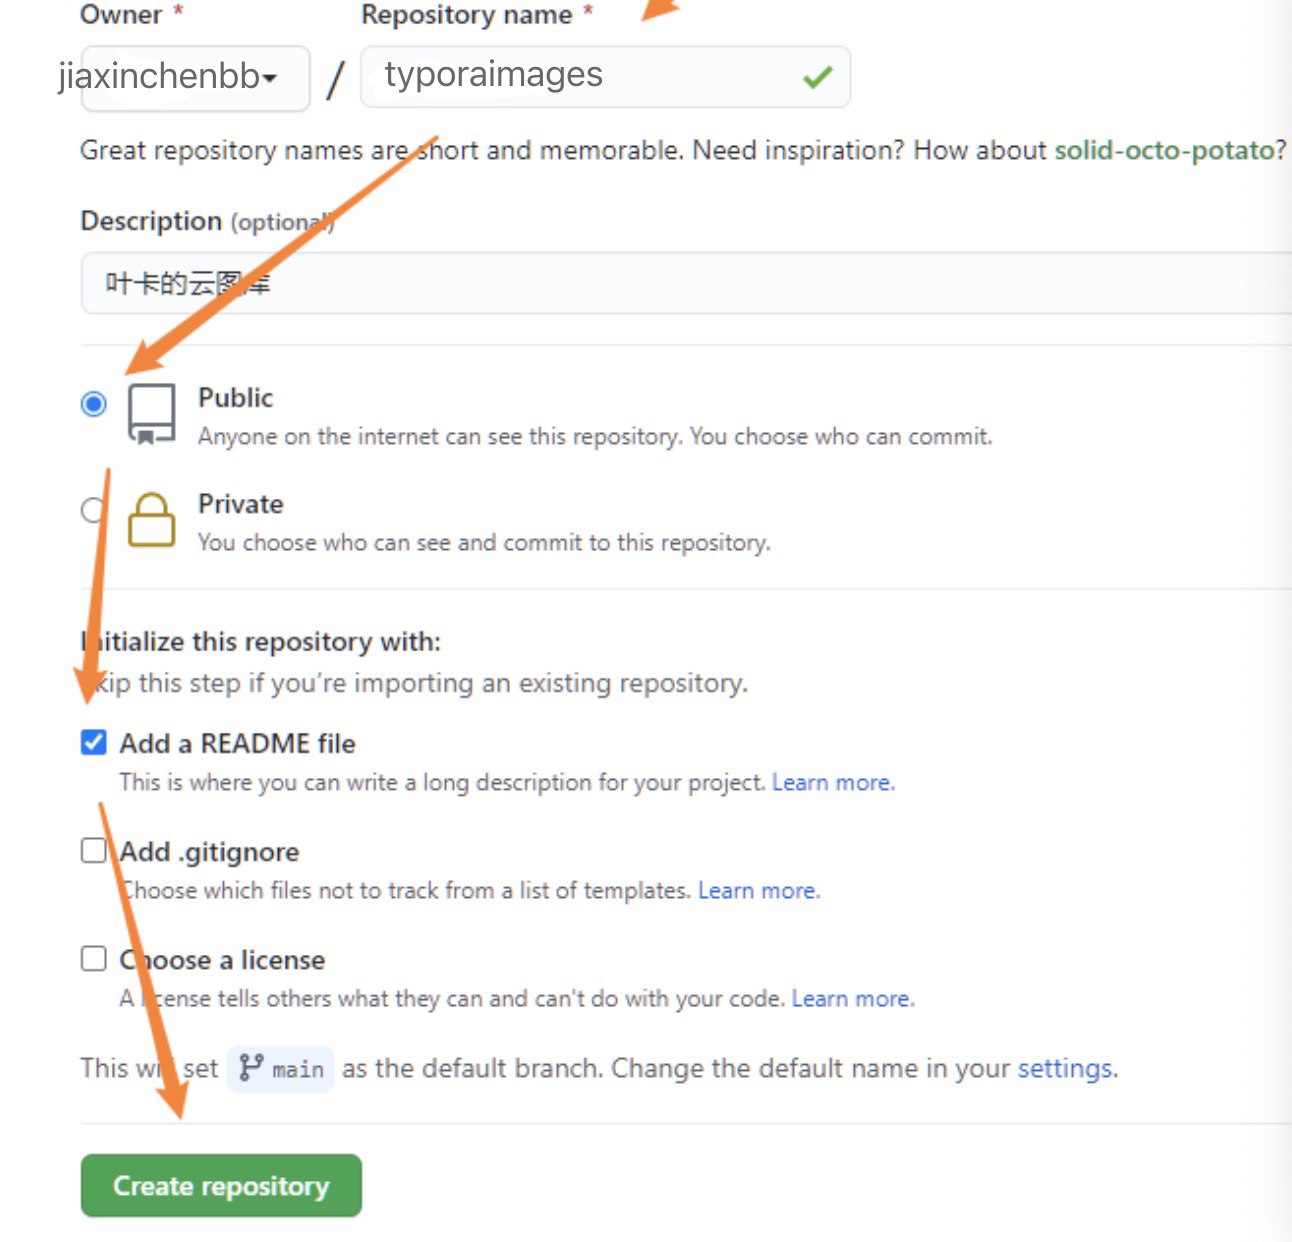 Owner * Repository name *
jiaxinchenbb / typoraimages
Great repository names are short and memorable. Need inspiration? How about solid-octo-potato?
Description (optional)
叶卡的云图库
Public
Anyone on the internet can see this repository. You choose who can commit.
Private
You choose who can see and commit to this repository.
Initialize this repository with:
Skip this step if you're importing an existing repository.
Add a README file
This is where you can write a long description for your project. Learn more.
Add .gitignore
Choose which files not to track from a list of templates. Learn more.
Choose a license
A license tells others what they can and can't do with your code. Learn more.
This will set main as the default branch. Change the default name in your settings.
Create repository